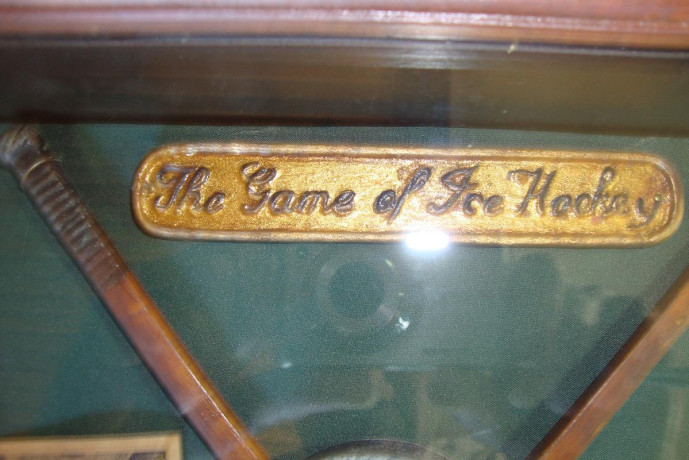 The Game of Ice Hockey